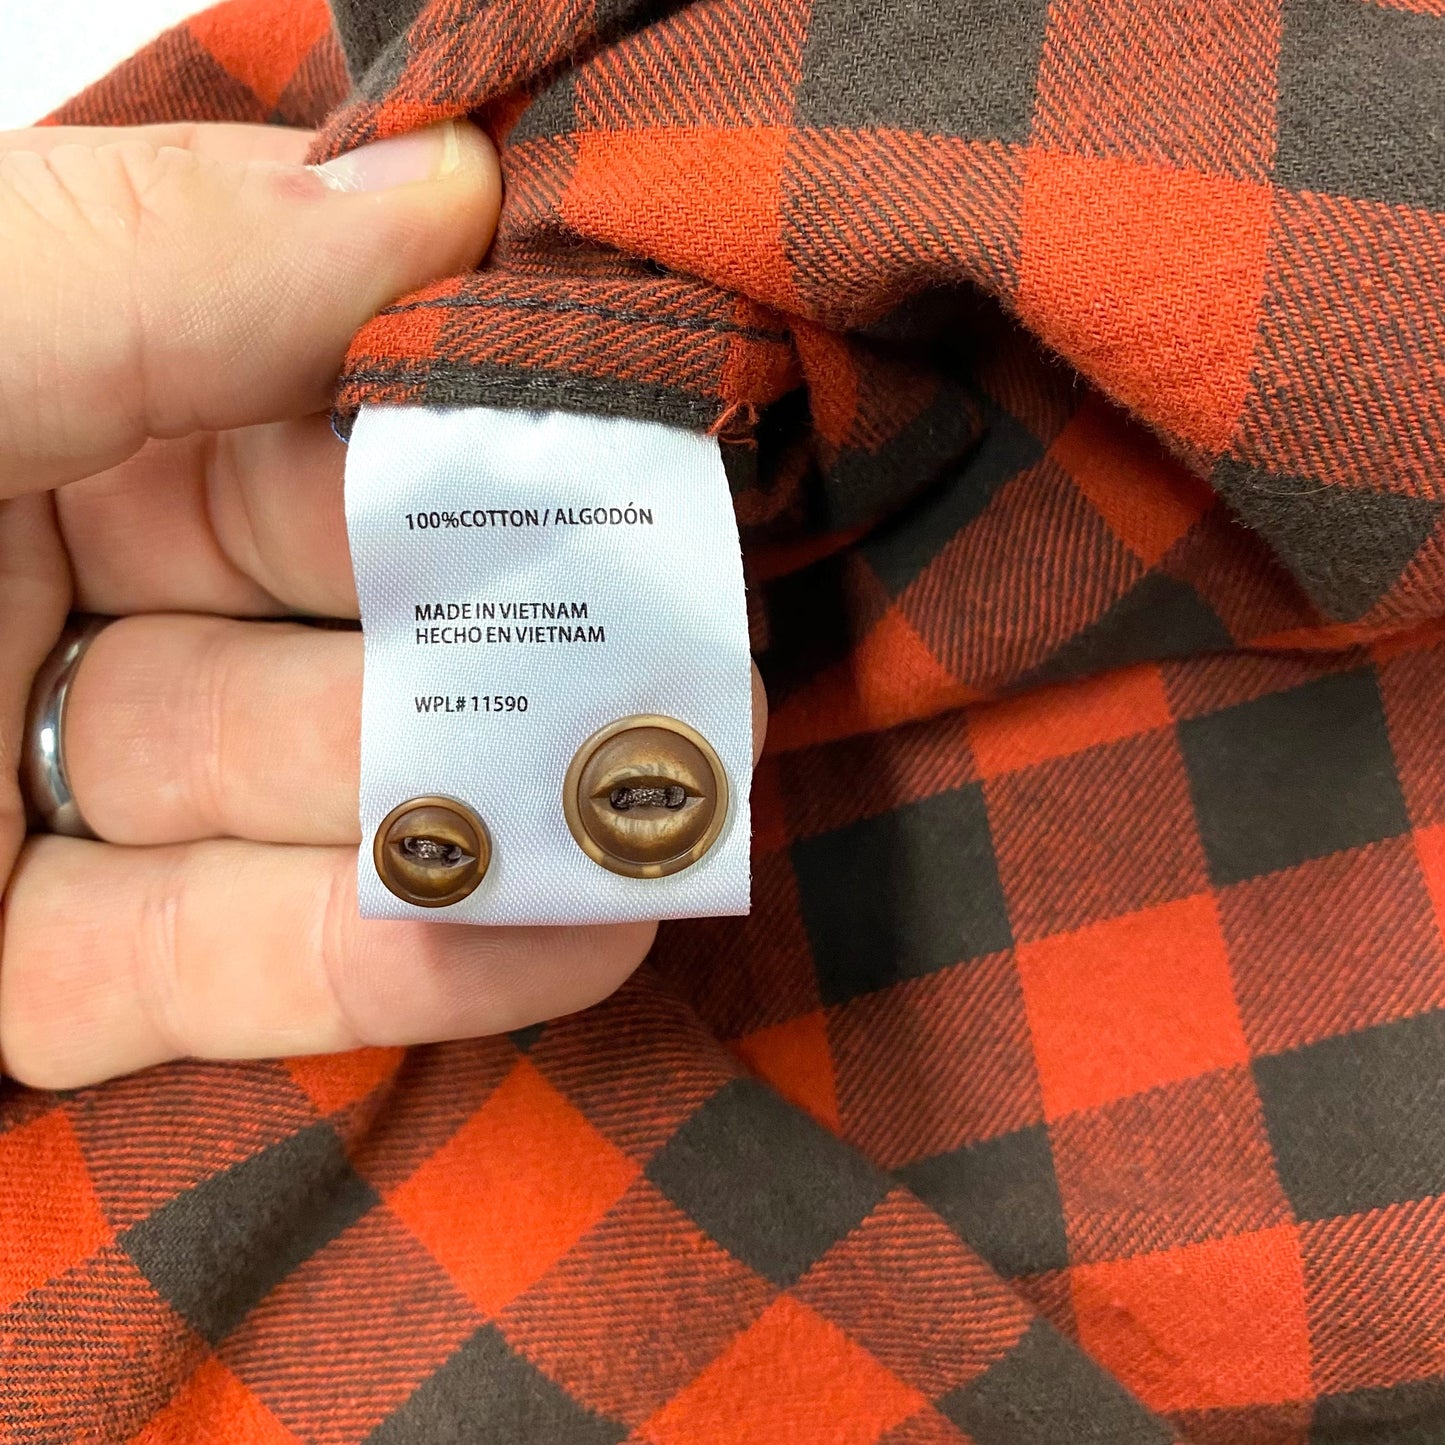 100%COTTON / ALGODÓN
MADE IN VIETNAM
HECHO EN VIETNAM
WPL# 11590